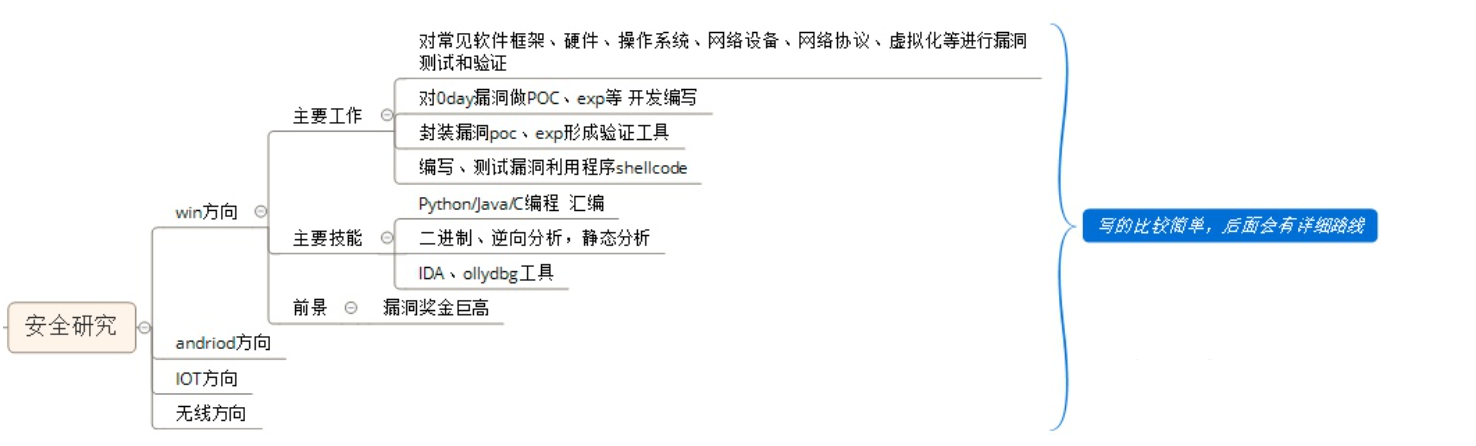 对常见软件框架、硬件、操作系统、网络设备、网络协议、虚拟化等进行漏洞
测试和验证
对0day漏洞做POC、exp等 开发编写
主要工作
封装漏洞poc、exp形成验证工具
编写、测试漏洞利用程序shellcode
Python/Java/C编程 汇编
win方向
主要技能
二进制、逆向分析，静态分析
IDA、ollydbg工具
前景
漏洞奖金巨高
安全研究
andriod方向
IOT方向
无线方向
写的比较简单，后面会有详细路线